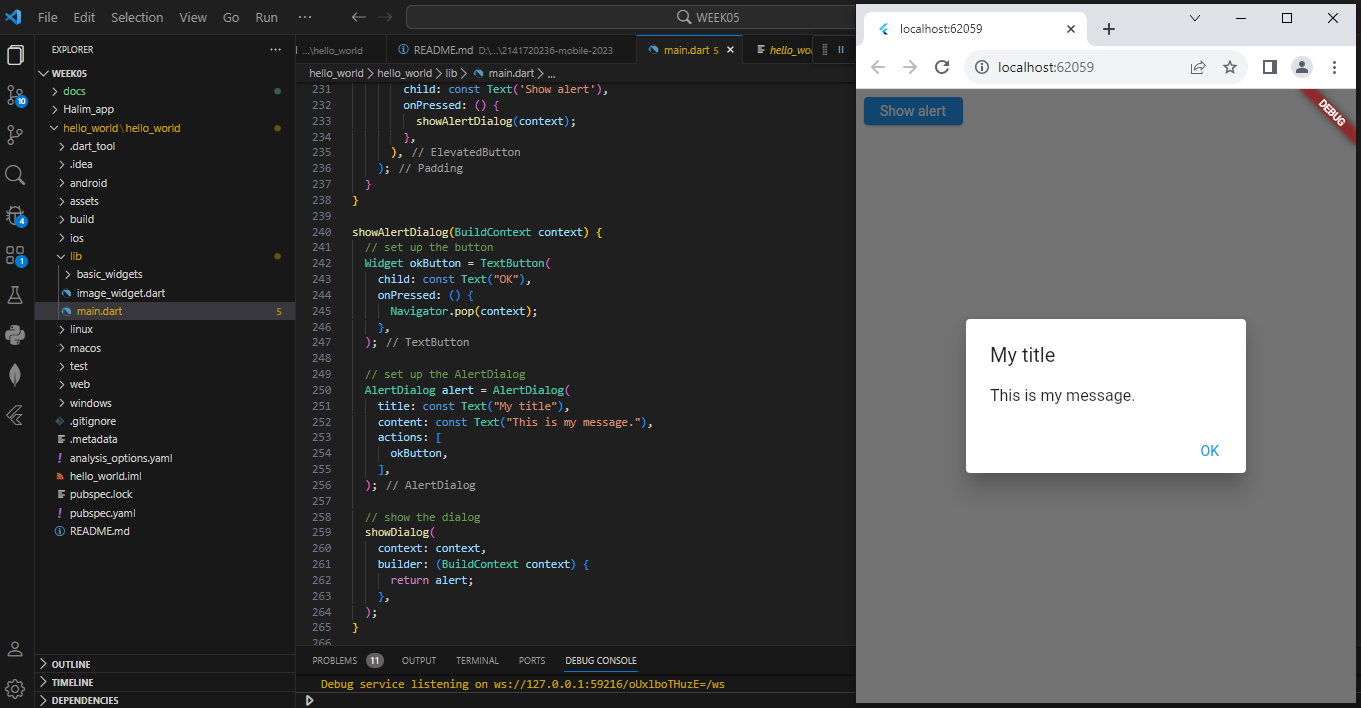 File Edit Selection View Go Run ··· WEEK05
EXPLORER ···
WEEK05
docs
Halim_app
hello_world \ hello_world
.dart_tool
.idea
android
assets
build
ios
lib
basic_widgets
image_widget.dart
main.dart 5
linux
macos
test
web
windows
.gitignore
.metadata
analysis_options.yaml
hello_world.iml
pubspec.lock
pubspec.yaml
README.md
OUTLINE
TIMELINE
DEPENDENCIES
10
4
1
...\hello_world README.md D:\...\2141720236-mobile-2023 main.dart 5 hello_wo
hello_world > hello_world > lib > main.dart > ...
231 child: const Text('Show alert'),
232 onPressed: () {
233 showAlertDialog(context);
234 },
235 ), // ElevatedButton
236 ); // Padding
237 }
238 }
239
240 showAlertDialog(BuildContext context) {
241 // set up the button
242 Widget okButton = TextButton(
243 child: const Text("OK"),
244 onPressed: () {
245 Navigator.pop(context);
246 },
247 ); // TextButton
248
249 // set up the AlertDialog
250 AlertDialog alert = AlertDialog(
251 title: const Text("My title"),
252 content: const Text("This is my message."),
253 actions: [
254 okButton,
255 ],
256 ); // AlertDialog
257
258 // show the dialog
259 showDialog(
260 context: context,
261 builder: (BuildContext context) {
262 return alert;
263 },
264 );
265 }
266
PROBLEMS 11 OUTPUT TERMINAL PORTS DEBUG CONSOLE
Debug service listening on ws://127.0.0.1:59216/oUxlboTHuzE=/ws
localhost:62059
localhost:62059
Show alert
DEBUG
My title
This is my message.
OK